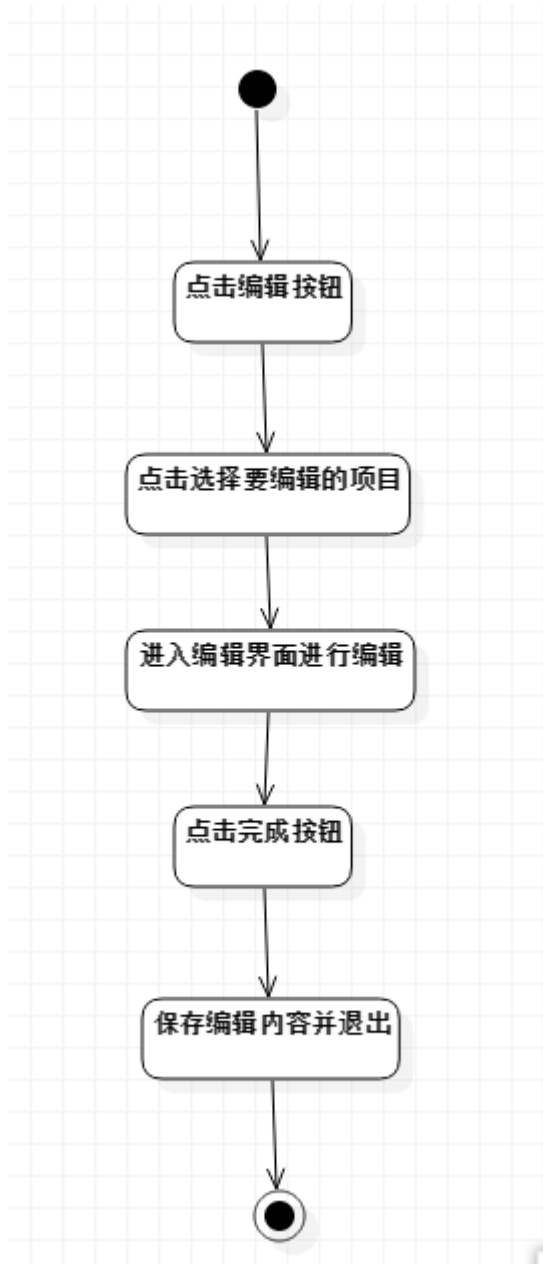 点击编辑按钮
点击选择要编辑的项目
进入编辑界面进行编辑
点击完成按钮
保存编辑内容并退出